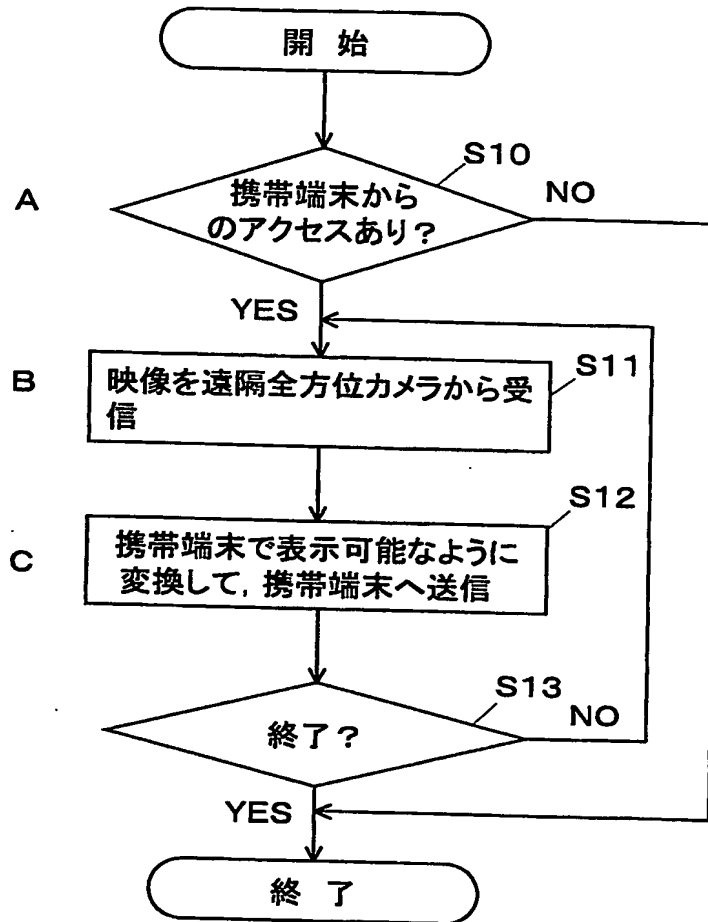 開 始
S10
A
携帯端末から
のアクセスあり？
NO
YES
B
映像を遠隔全方位カメラから受
信
S11
S12
C
携帯端末で表示可能なように
変換して，携帯端末へ送信
S13
終了？
NO
YES
終 了